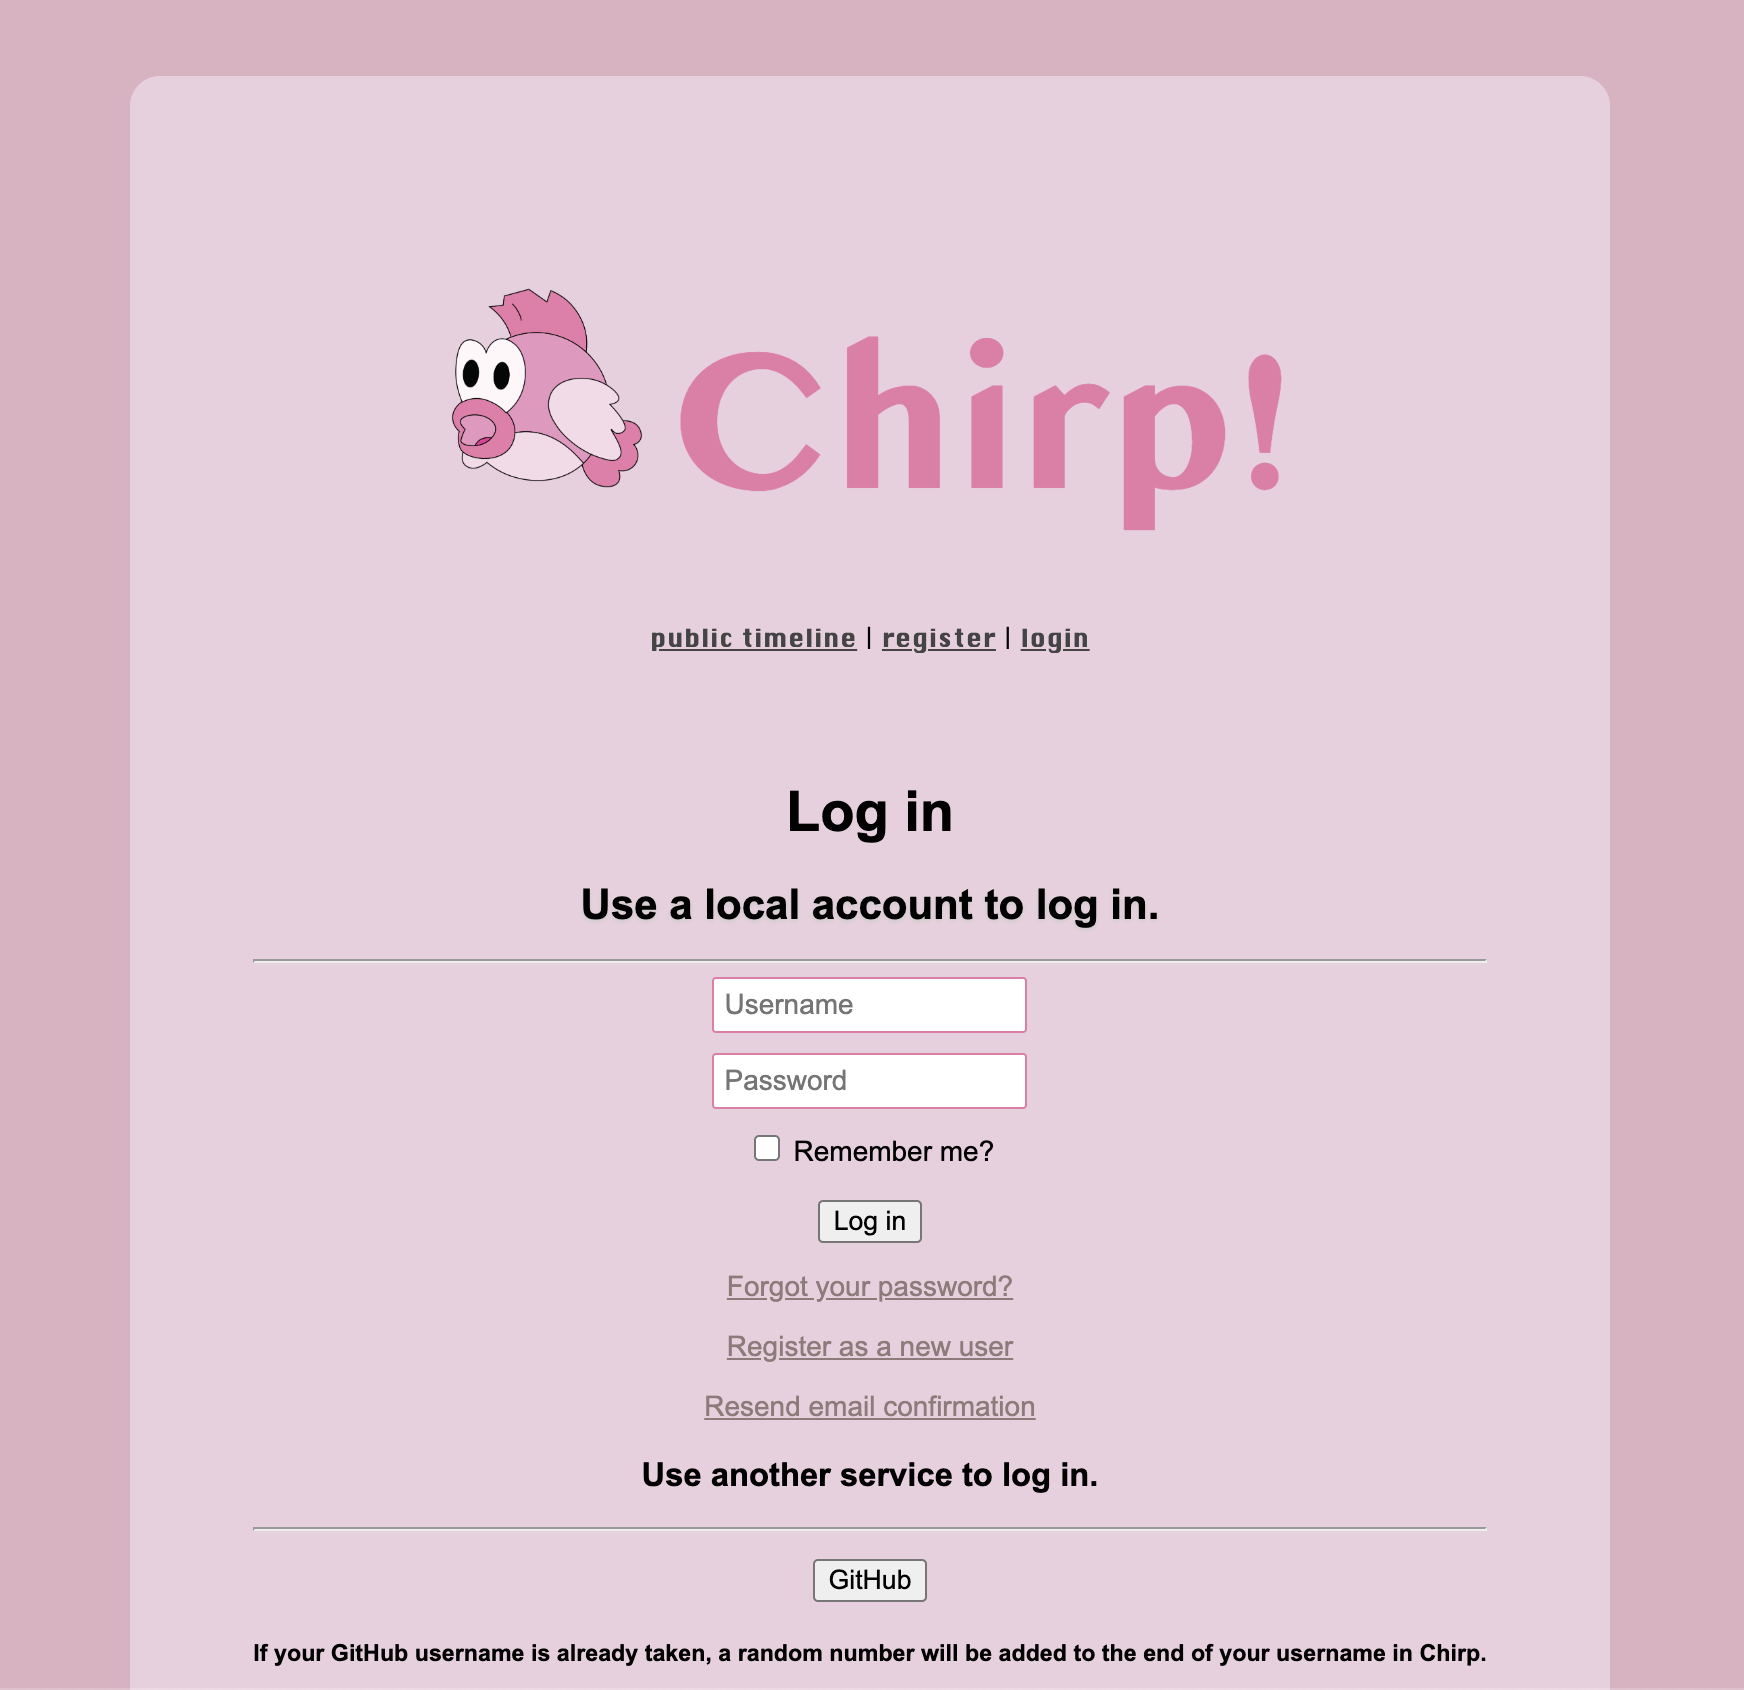 Chirp!
public timeline | register | login
Log in
Use a local account to log in.
Username
Password
Remember me?
Log in
Forgot your password?
Register as a new user
Resend email confirmation
Use another service to log in.
GitHub
If your GitHub username is already taken, a random number will be added to the end of your username in Chirp.